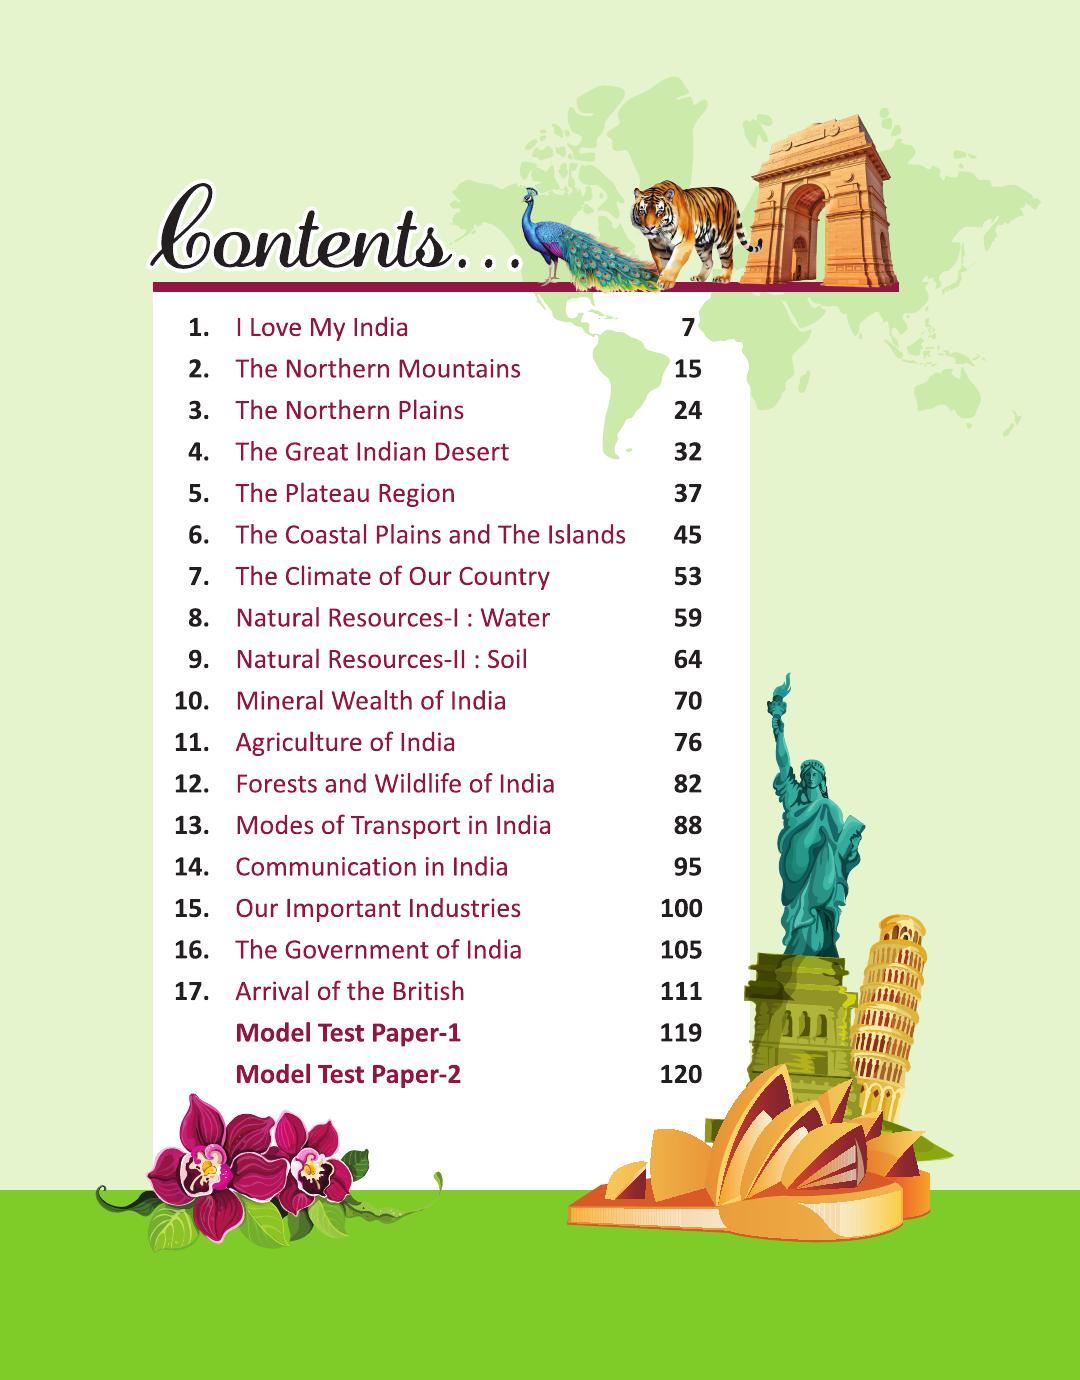 Contents...
1. I Love My India 7
2. The Northern Mountains 15
3. The Northern Plains 24
4. The Great Indian Desert 32
5. The Plateau Region 37
6. The Coastal Plains and The Islands 45
7. The Climate of Our Country 53
8. Natural Resources-I : Water 59
9. Natural Resources-II : Soil 64
10. Mineral Wealth of India 70
11. Agriculture of India 76
12. Forests and Wildlife of India 82
13. Modes of Transport in India 88
14. Communication in India 95
15. Our Important Industries 100
16. The Government of India 105
17. Arrival of the British 111
Model Test Paper-1 119
Model Test Paper-2 120